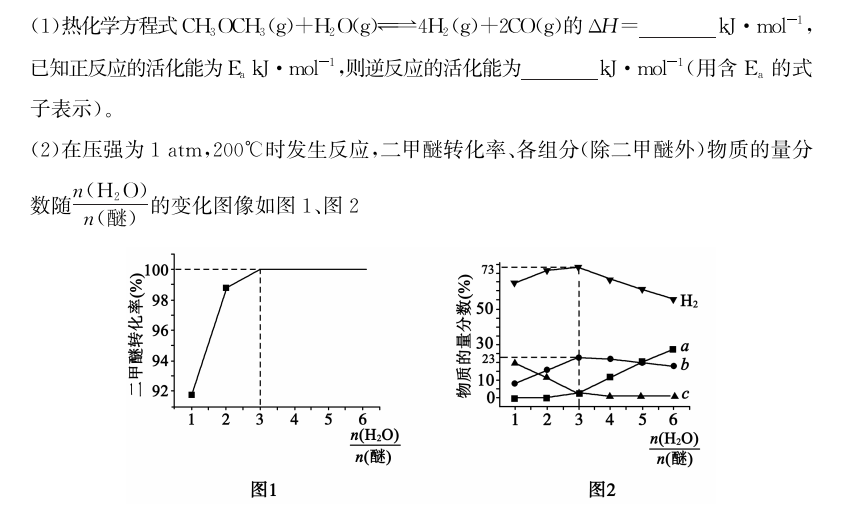 (1)热化学方程式 CH₃OCH₃(g)+H₂O(g)⇌4H₂(g)+2CO(g)的 ΔH=______kJ·mol⁻¹,
已知正反应的活化能为 Eₐ kJ·mol⁻¹,则逆反应的活化能为______kJ·mol⁻¹(用含 Eₐ 的式
子表示)。
(2)在压强为 1 atm,200℃时发生反应,二甲醚转化率、各组分(除二甲醚外)物质的量分
数随n(H₂O)/n(醚)的变化图像如图 1、图 2
二甲醚转化率(%)
100
98
96
94
92
1 2 3 4 5 6
n(H₂O)
n(醚)
图1
物质的量分数(%)
73
50
30
23
10
0
H₂
a
b
c
1 2 3 4 5 6
n(H₂O)
n(醚)
图2